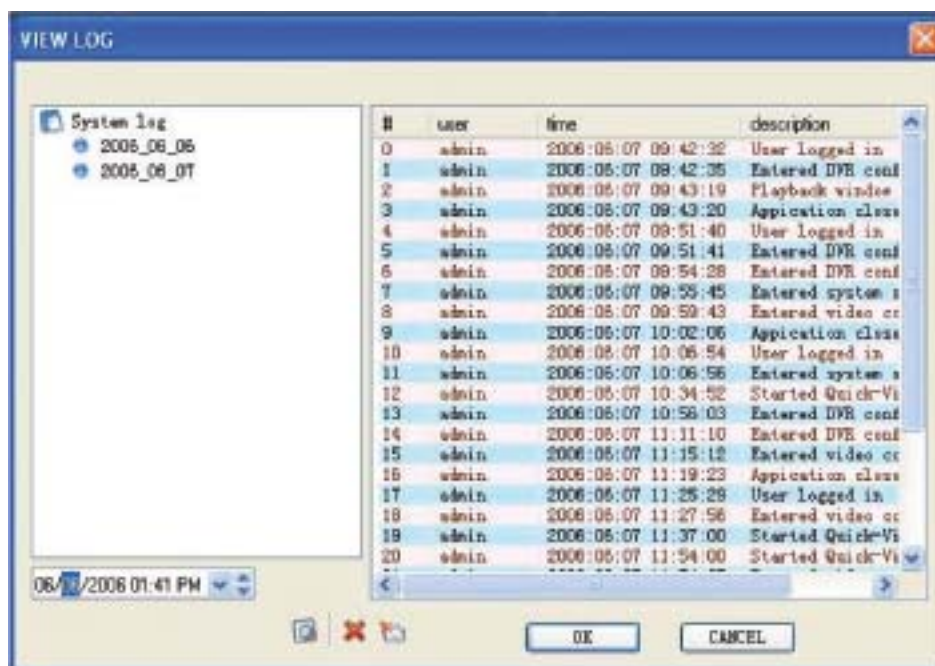 VIEW LOG
System log
2006_06_06
2006_06_07
# user time description
0 admin 2006:06:07 09:42:32 User logged in
1 admin 2006:06:07 09:42:35 Entered DVR conf
2 admin 2006:06:07 09:43:19 Playback window
3 admin 2006:06:07 09:43:20 Appication close
4 admin 2006:06:07 09:51:40 User logged in
5 admin 2006:06:07 09:51:41 Entered DVR conf
6 admin 2006:06:07 09:54:28 Entered DVR conf
7 admin 2006:06:07 09:55:45 Entered system s
8 admin 2006:06:07 09:59:43 Entered video co
9 admin 2006:06:07 10:02:06 Appication close
10 admin 2006:06:07 10:06:54 User logged in
11 admin 2006:06:07 10:06:56 Entered system s
12 admin 2006:06:07 10:34:52 Started Quick-Vi
13 admin 2006:06:07 10:56:03 Entered DVR conf
14 admin 2006:06:07 11:11:10 Entered DVR conf
15 admin 2006:06:07 11:15:12 Entered video co
16 admin 2006:06:07 11:19:23 Appication close
17 admin 2006:06:07 11:25:29 User logged in
18 admin 2006:06:07 11:27:56 Entered video co
19 admin 2006:06:07 11:37:00 Started Quick-Vi
20 admin 2006:06:07 11:54:00 Started Quick-Vi
06/ /2006 01:41 PM
OK CANCEL